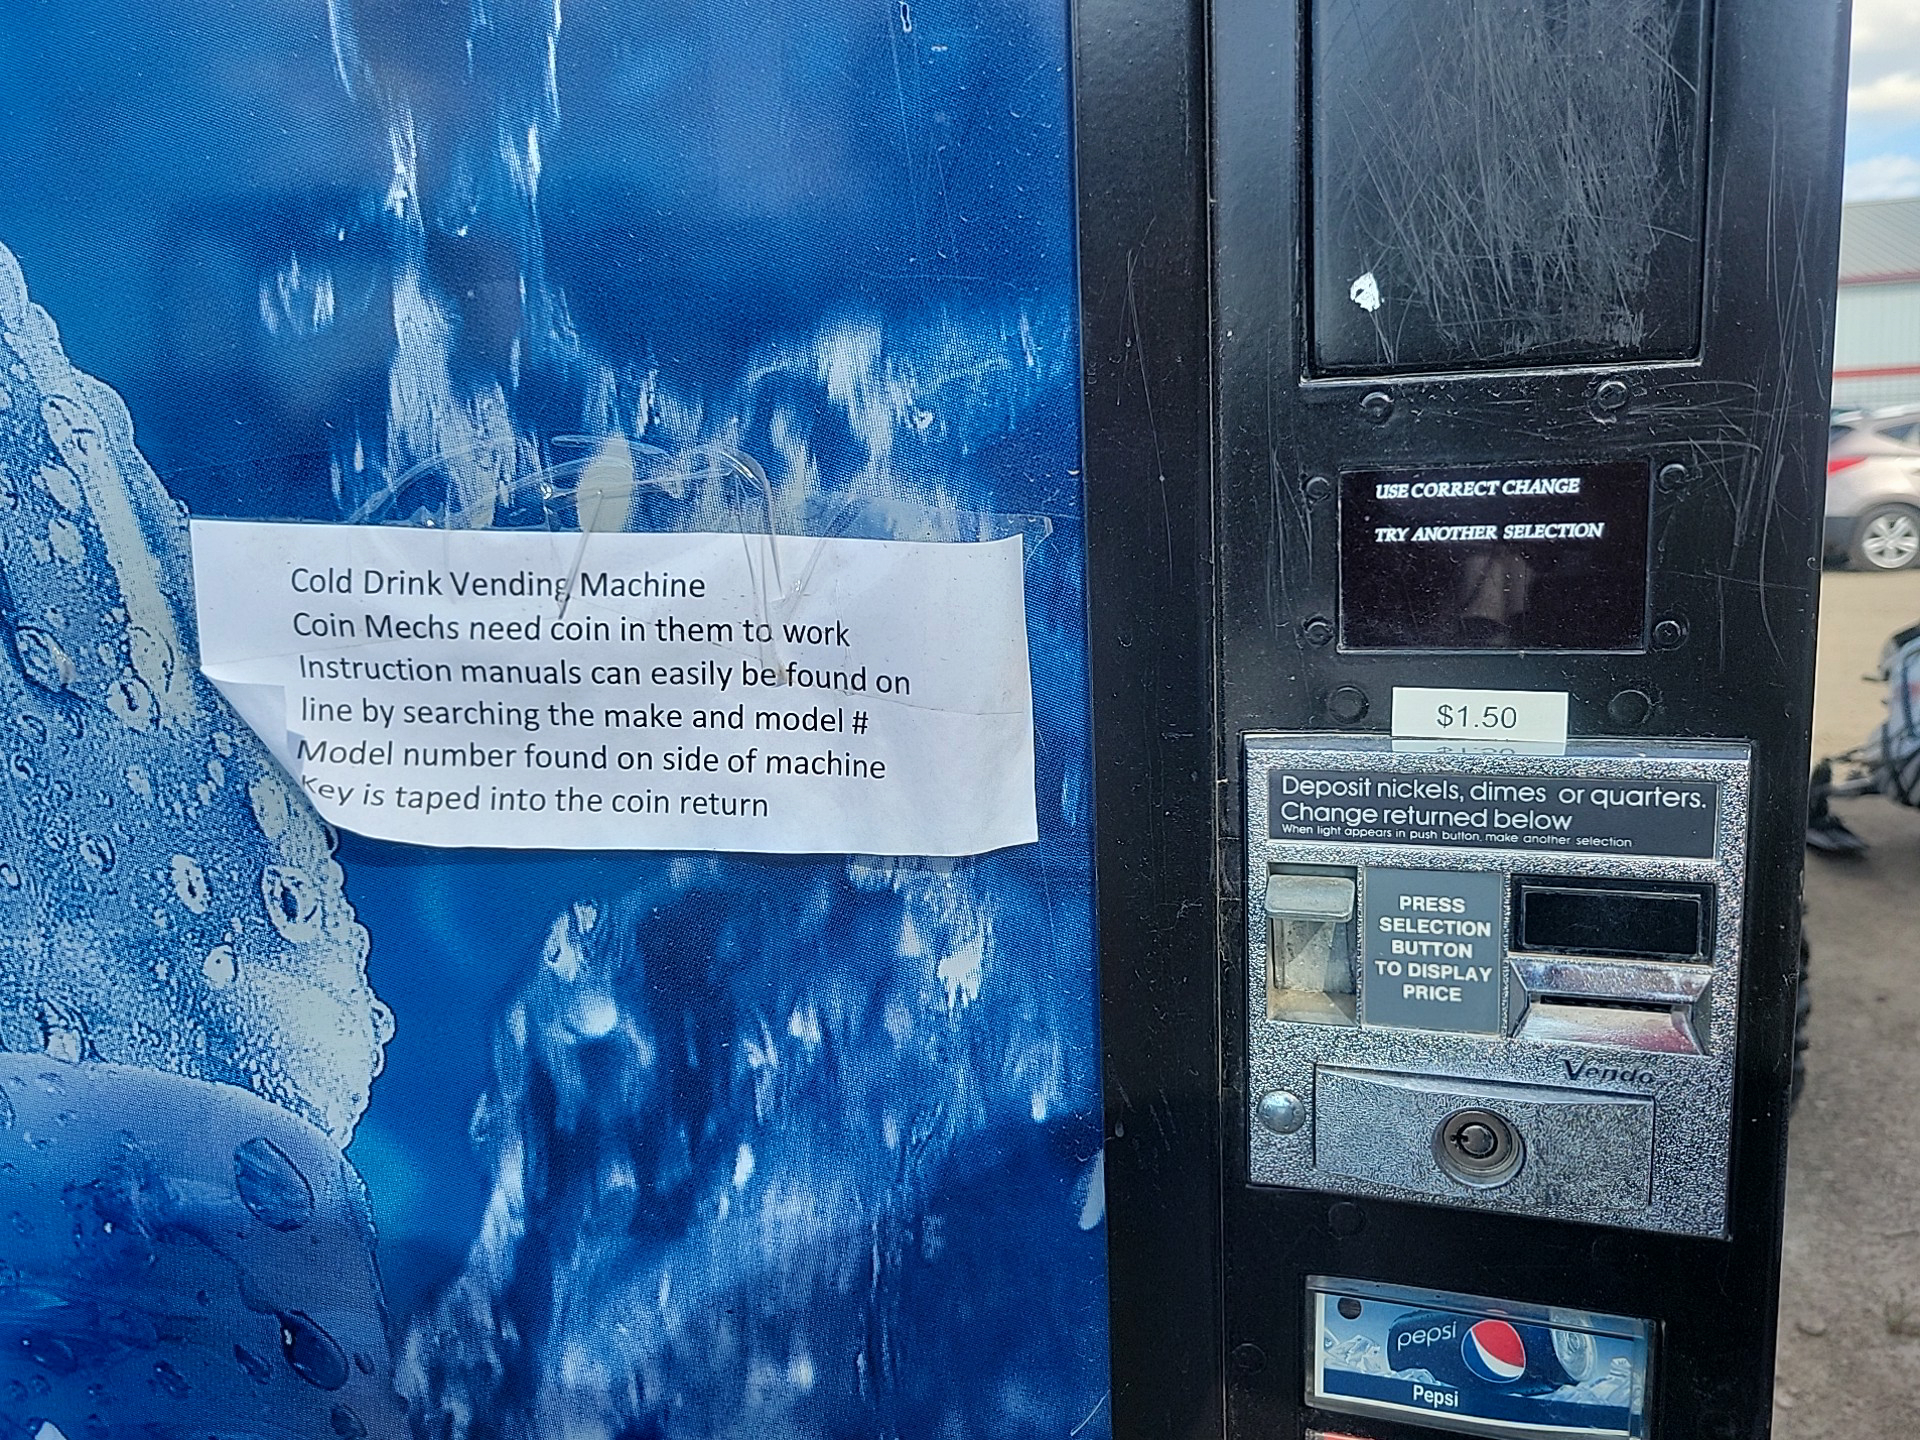 Cold Drink Vending Machine
Coin Mechs need coin in them to work
Instruction manuals can easily be found on
line by searching the make and model #
Model number found on side of machine
Key is taped into the coin return
USE CORRECT CHANGE
TRY ANOTHER SELECTION
$1.50
Deposit nickels, dimes or quarters.
Change returned below
When light appears in push button, make another selection
PRESS
SELECTION
BUTTON
TO DISPLAY
PRICE
Vendo
pepsi
Pepsi